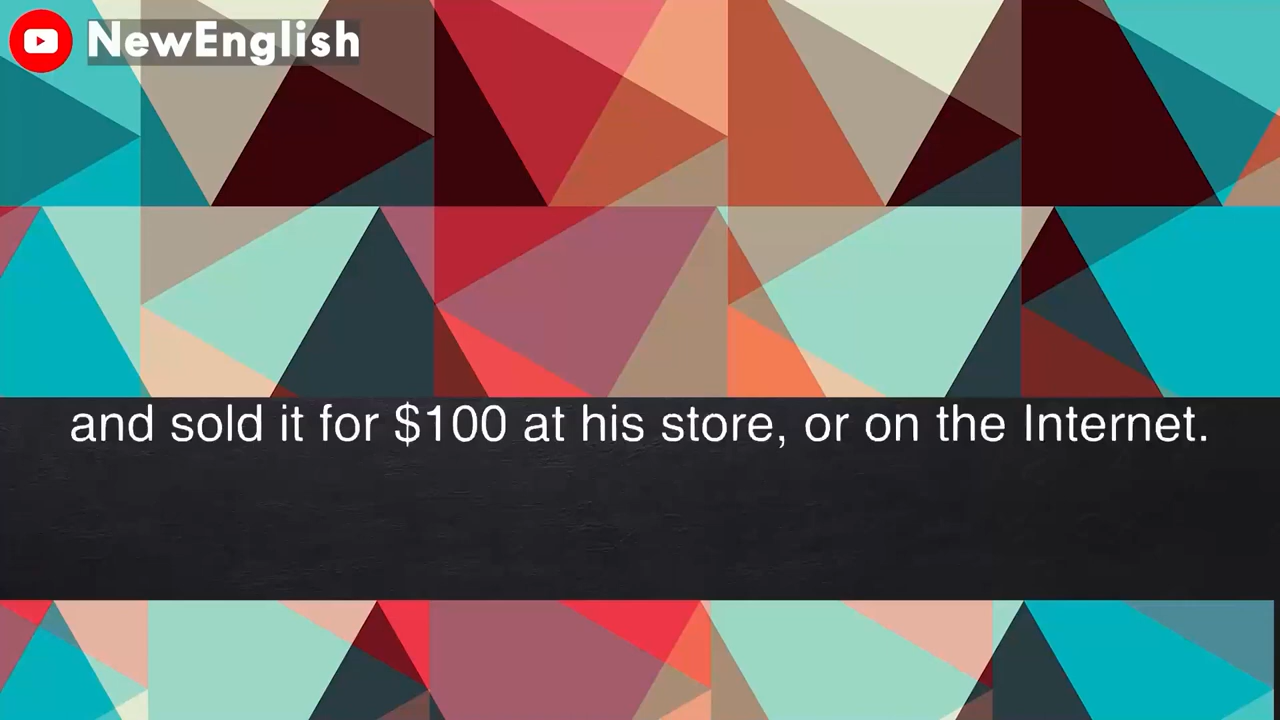 NewEnglish
and sold it for $100 at his store, or on the Internet.